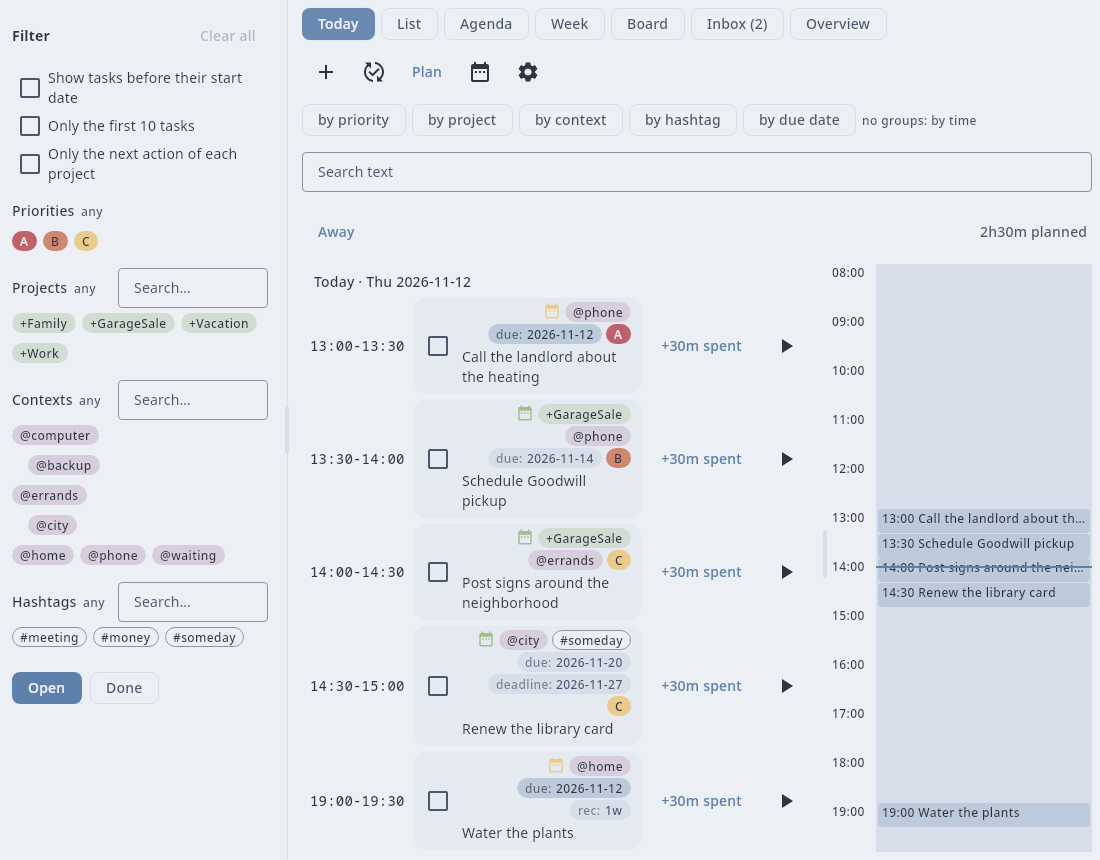 Filter
Clear all
Show tasks before their start
date
Only the first 10 tasks
Only the next action of each
project
Priorities any
A B C
Projects any Search...
+Family +GarageSale +Vacation
+Work
Contexts any Search...
@computer
@backup
@errands
@city
@home @phone @waiting
Hashtags any Search...
#meeting #money #someday
Open Done
Today List Agenda Week Board Inbox (2) Overview
Plan
by priority by project by context by hashtag by due date no groups: by time
Search text
Away 2h30m planned
Today · Thu 2026-11-12
@phone
due: 2026-11-12 A
13:00-13:30 Call the landlord about
the heating
+30m spent
+GarageSale
@phone
due: 2026-11-14 B
13:30-14:00 Schedule Goodwill
pickup
+30m spent
+GarageSale
@errands C
14:00-14:30 Post signs around the
neighborhood
+30m spent
@city #someday
due: 2026-11-20
deadline: 2026-11-27
C
14:30-15:00 Renew the library card
+30m spent
@home
due: 2026-11-12
rec: 1w
19:00-19:30 Water the plants
+30m spent
08:00
09:00
10:00
11:00
12:00
13:00
14:00
15:00
16:00
17:00
18:00
19:00
13:00 Call the landlord about th...
13:30 Schedule Goodwill pickup
14:00 Post signs around the nei...
14:30 Renew the library card
19:00 Water the plants